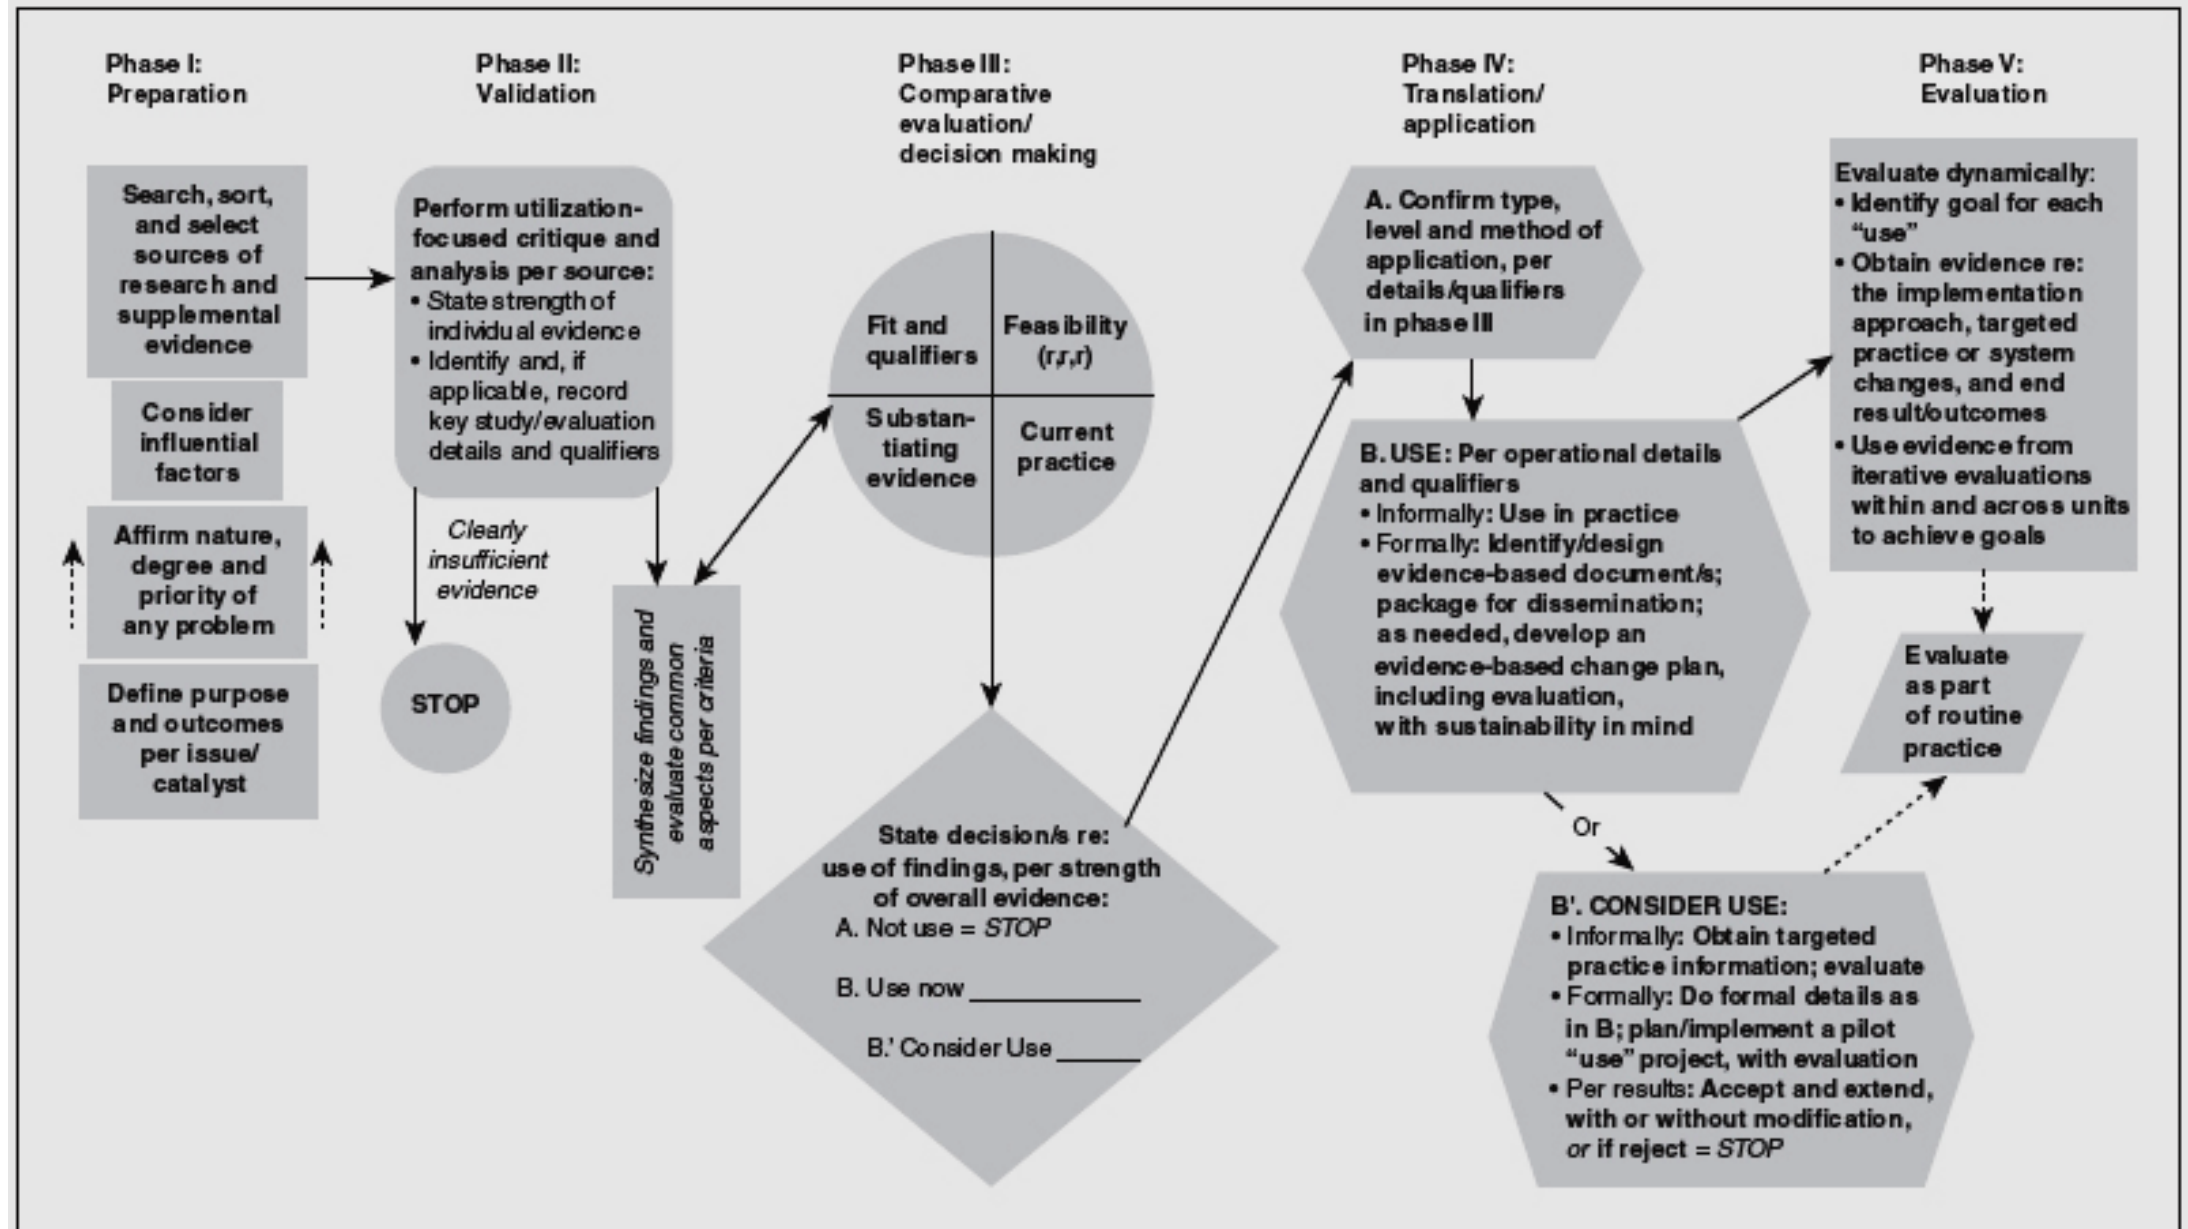 Phase I:
Preparation
Phase II:
Validation
Phase III:
Comparative
evaluation/
decision making
Phase IV:
Translation/
application
Phase V:
Evaluation
Search, sort,
and select
sources of
research and
supplemental
evidence
Consider
influential
factors
Affirm nature,
degree and
priority of
any problem
Define purpose
and outcomes
per issue/
catalyst
Perform utilization-
focused critique and
analysis per source:
• State strength of
individual evidence
• Identify and, if
applicable, record
key study/evaluation
details and qualifiers
Clearly
insufficient
evidence
STOP
Synthesize findings and
evaluate common
aspects per criteria
Fit and
qualifiers
Feasibility
(r,r,r)
Substan-
tiating
evidence
Current
practice
State decision/s re:
use of findings, per strength
of overall evidence:
A. Not use = STOP
B. Use now ____________
B.' Consider Use ______
A. Confirm type,
level and method of
application, per
details/qualifiers
in phase III
B. USE: Per operational details
and qualifiers
• Informally: Use in practice
• Formally: Identify/design
evidence-based document/s;
package for dissemination;
as needed, develop an
evidence-based change plan,
including evaluation,
with sustainability in mind
Or
B'. CONSIDER USE:
• Informally: Obtain targeted
practice information; evaluate
• Formally: Do formal details as
in B; plan/implement a pilot
“use” project, with evaluation
• Per results: Accept and extend,
with or without modification,
or if reject = STOP
Evaluate dynamically:
• Identify goal for each
“use”
• Obtain evidence re:
the implementation
approach, targeted
practice or system
changes, and end
result/outcomes
• Use evidence from
iterative evaluations
within and across units
to achieve goals
Evaluate
as part
of routine
practice